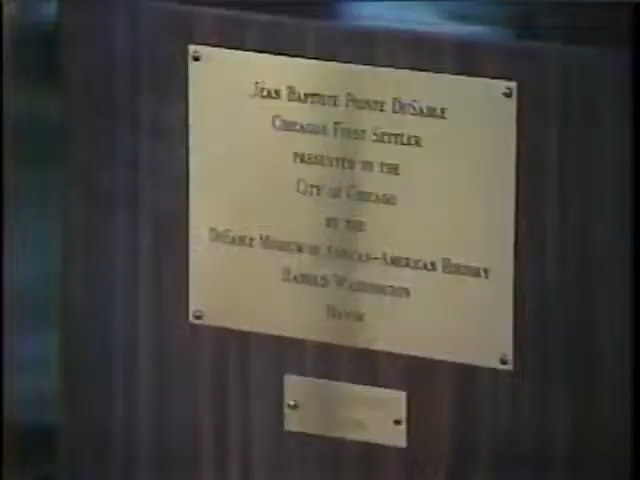 Jean Baptiste Pointe DuSable
Chicagos First Settler
presented to the
City of Chicago
by the
DuSable Museum of African-American History
Harold Washington
Mayor